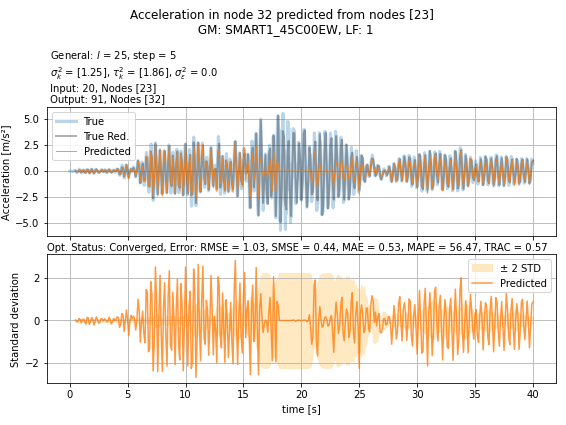 Acceleration in node 32 predicted from nodes [23]
GM: SMART1_45C00EW, LF: 1
General: l = 25, step = 5
σ²ₖ = [1.25], τ²ₖ = [1.86], σ²ε = 0.0
Input: 20, Nodes [23]
Output: 91, Nodes [32]
Acceleration [m/s²]
5.0
2.5
0.0
−2.5
−5.0
True
True Red.
Predicted
Opt. Status: Converged, Error: RMSE = 1.03, SMSE = 0.44, MAE = 0.53, MAPE = 56.47, TRAC = 0.57
Standard deviation
2
0
−2
± 2 STD
Predicted
0 5 10 15 20 25 30 35 40
time [s]